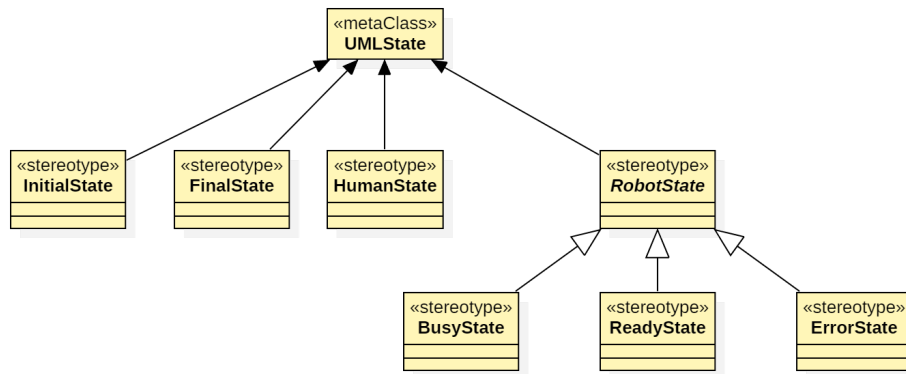 «metaClass»
UMLState
«stereotype»
InitialState
«stereotype»
FinalState
«stereotype»
HumanState
«stereotype»
RobotState
«stereotype»
BusyState
«stereotype»
ReadyState
«stereotype»
ErrorState